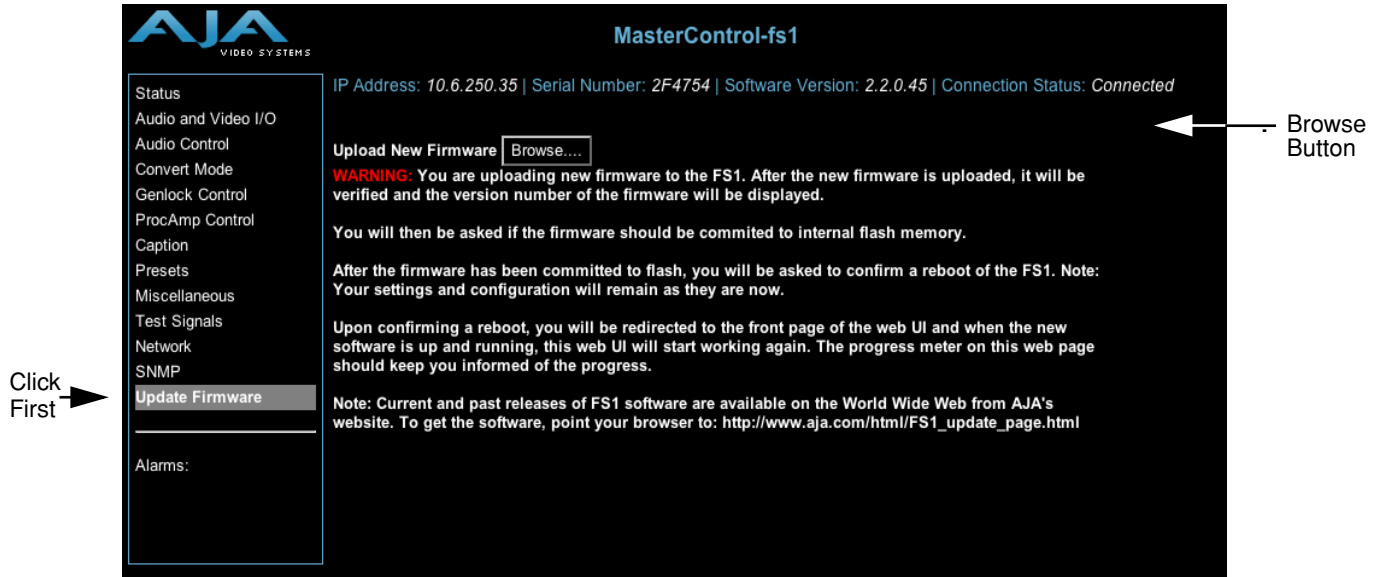 AJA
VIDEO SYSTEMS
MasterControl-fs1
IP Address: 10.6.250.35 | Serial Number: 2F4754 | Software Version: 2.2.0.45 | Connection Status: Connected
Status
Audio and Video I/O
Audio Control
Convert Mode
Genlock Control
ProcAmp Control
Caption
Presets
Miscellaneous
Test Signals
Network
SNMP
Update Firmware
Alarms:
Click
First
Upload New Firmware Browse....
WARNING: You are uploading new firmware to the FS1. After the new firmware is uploaded, it will be
verified and the version number of the firmware will be displayed.
You will then be asked if the firmware should be commited to internal flash memory.
After the firmware has been committed to flash, you will be asked to confirm a reboot of the FS1. Note:
Your settings and configuration will remain as they are now.
Upon confirming a reboot, you will be redirected to the front page of the web UI and when the new
software is up and running, this web UI will start working again. The progress meter on this web page
should keep you informed of the progress.
Note: Current and past releases of FS1 software are available on the World Wide Web from AJA's
website. To get the software, point your browser to: http://www.aja.com/html/FS1_update_page.html
Browse
Button